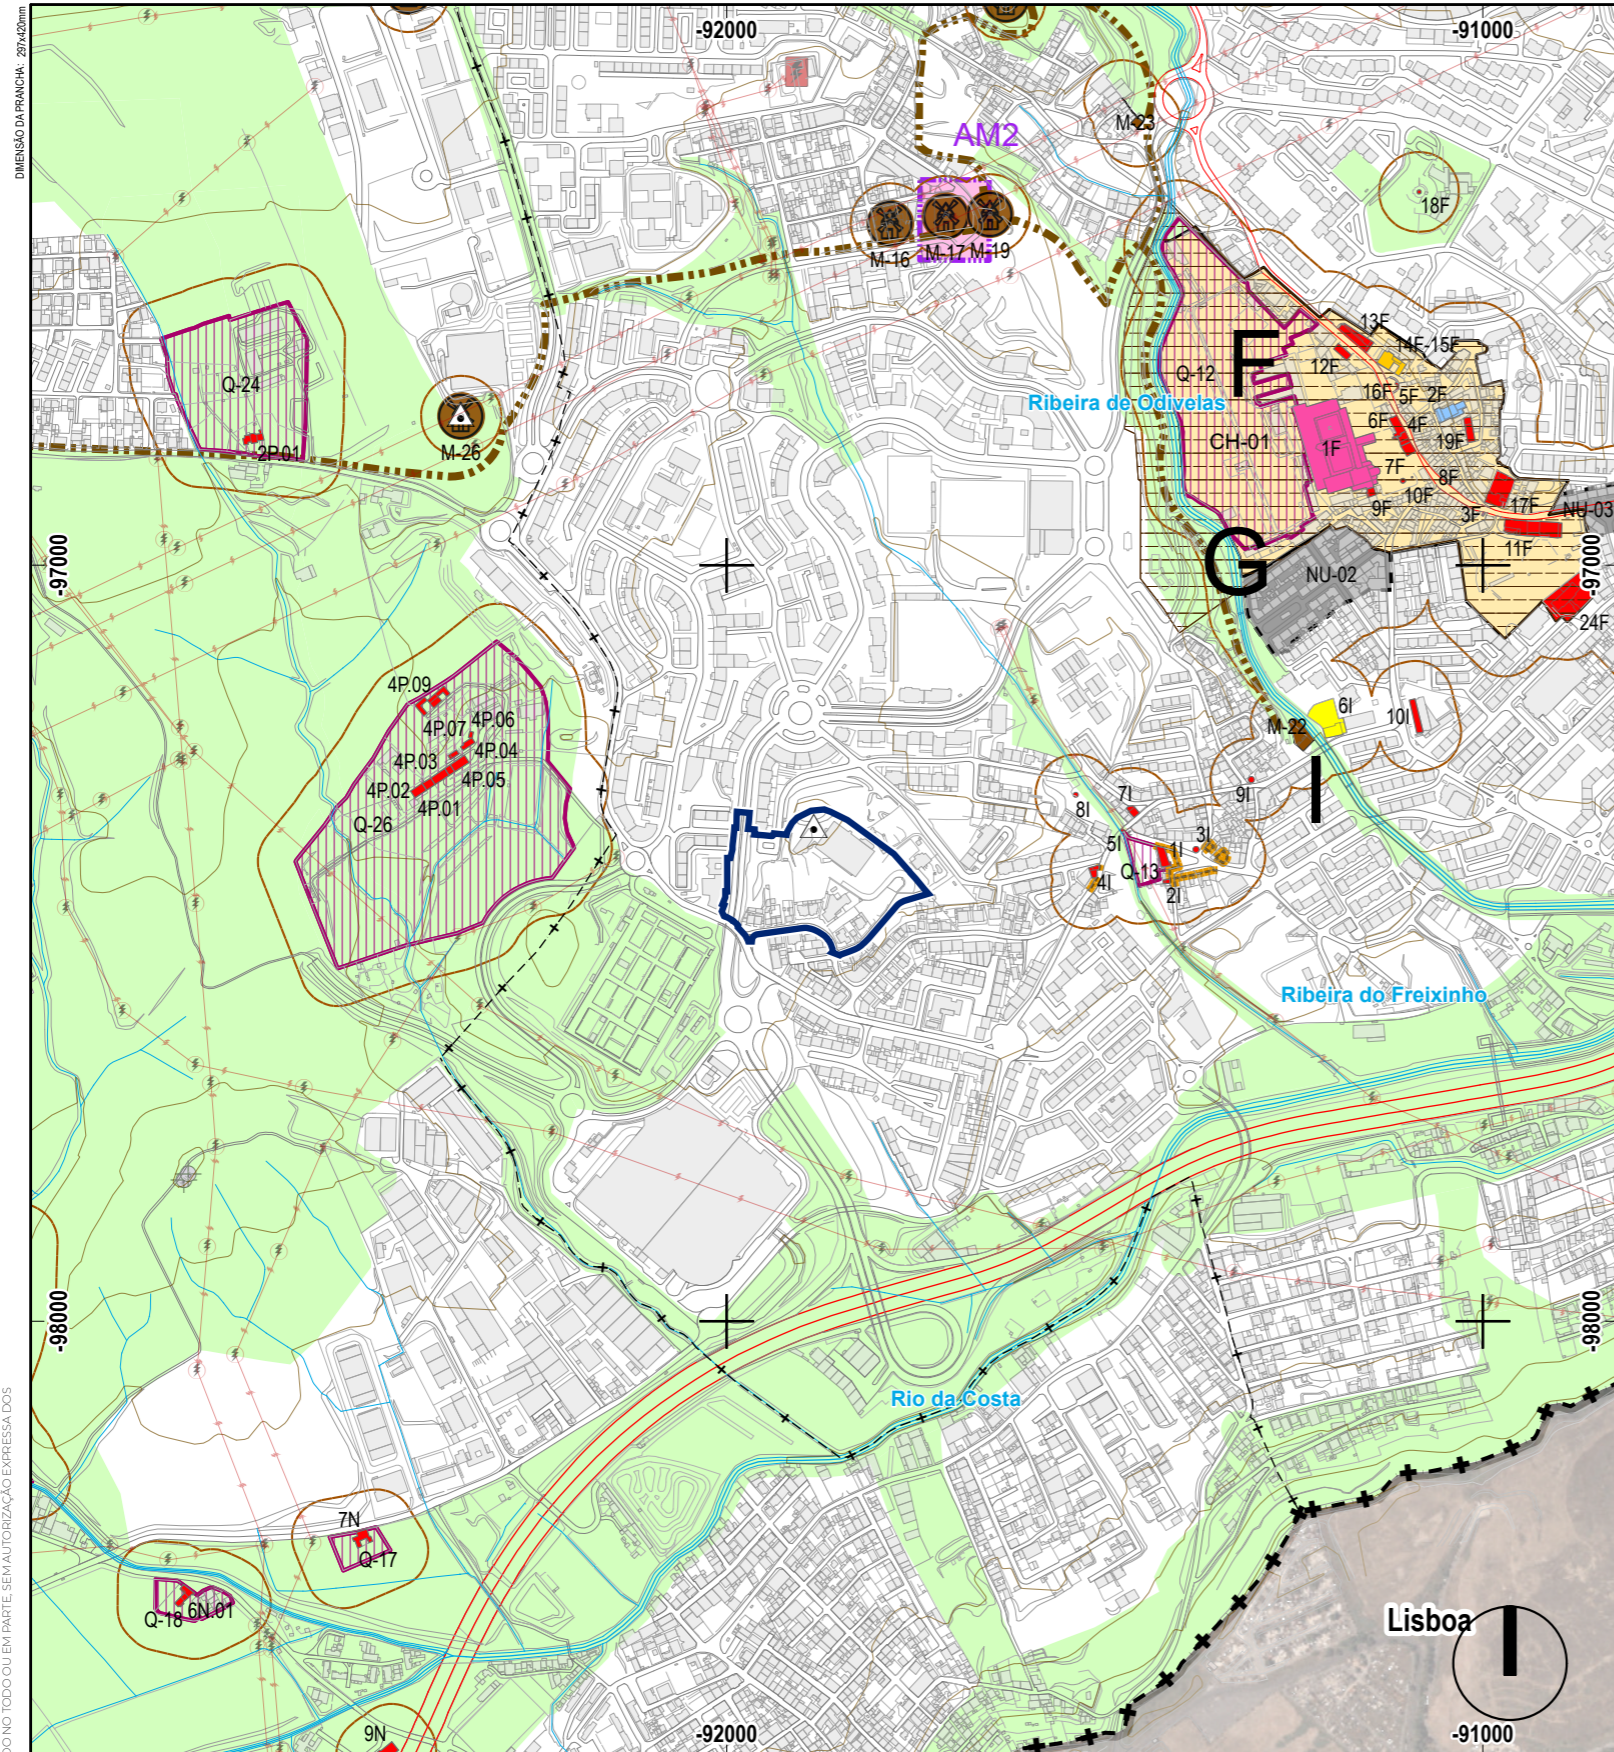 DIMENSÃO DA PRANCHA: 297x420mm
-92000
-91000
AM2
M-23
18F
M-16
M-17
M-19
Q-24
2P.01
M-26
F
13F
14F-15F
12F
Q-12
16F
5F
2F
Ribeira de Odivelas
6F
4F
19F
CH-01
1F
7F
8F
10F
9F
3F
17F
NU-03
11F
-97000
G
NU-02
-97000
24F
4P.09
4P.06
4P.07
4P.04
4P.03
4P.05
4P.02
4P.01
Q-26
6I
10I
M-22
I
9I
8I
7I
5I
1I
3I
Q-13
4I
2I
Ribeira do Freixinho
-98000
-98000
Rio da Costa
7N
Q-17
Q-18
6N.01
Lisboa
9N
-92000
-91000
DO NO TODO OU EM PARTE, SEM AUTORIZAÇÃO EXPRESSA DOS